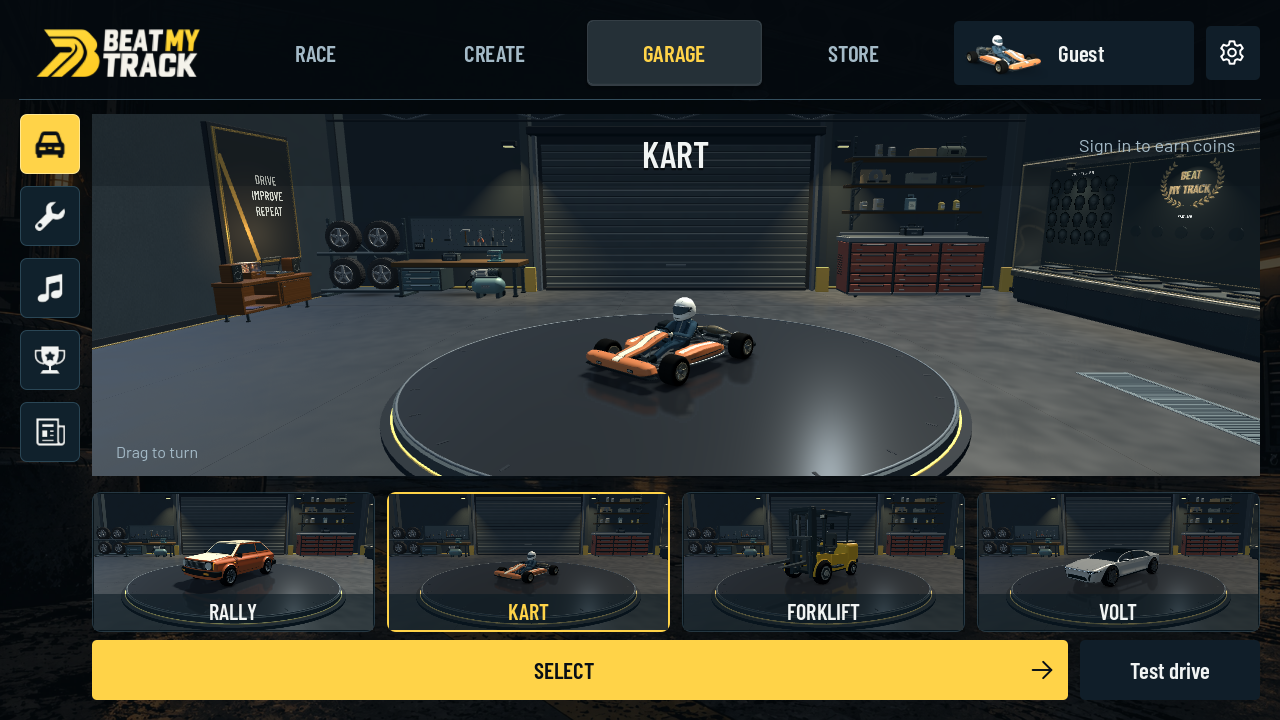 BEAT MY
TRACK
RACE
CREATE
GARAGE
STORE
Guest
KART
Sign in to earn coins
DRIVE
IMPROVE
REPEAT
BEAT
MY TRACK
Drag to turn
RALLY
KART
FORKLIFT
VOLT
SELECT
Test drive